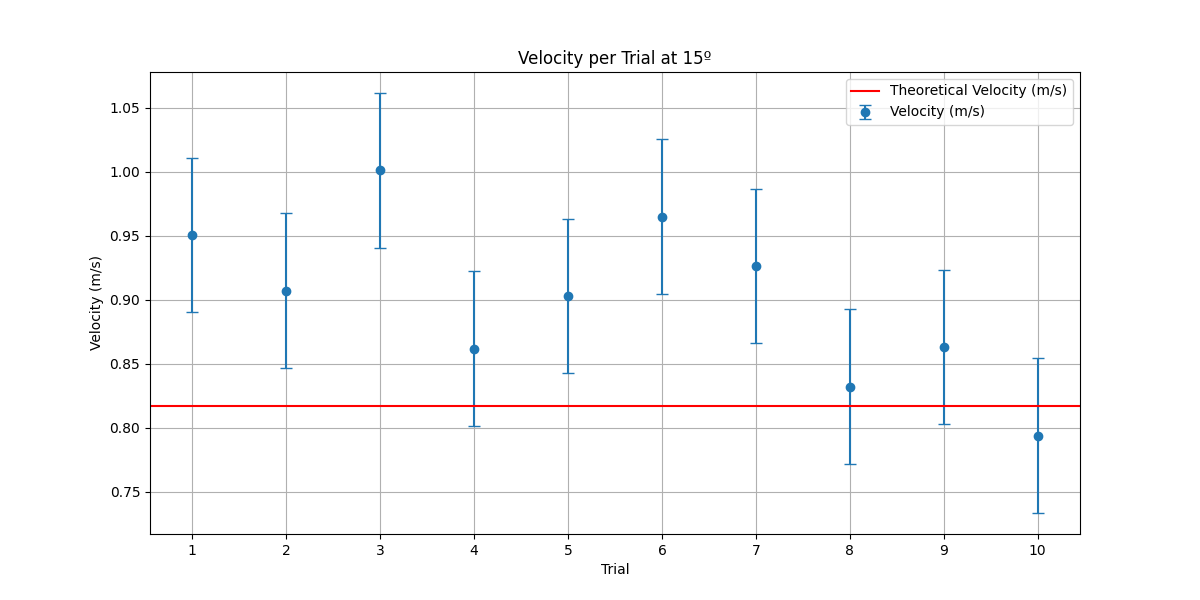 Velocity per Trial at 15º
Theoretical Velocity (m/s)
Velocity (m/s)
Velocity (m/s)
1.05
1.00
0.95
0.90
0.85
0.80
0.75
1 2 3 4 5 6 7 8 9 10
Trial